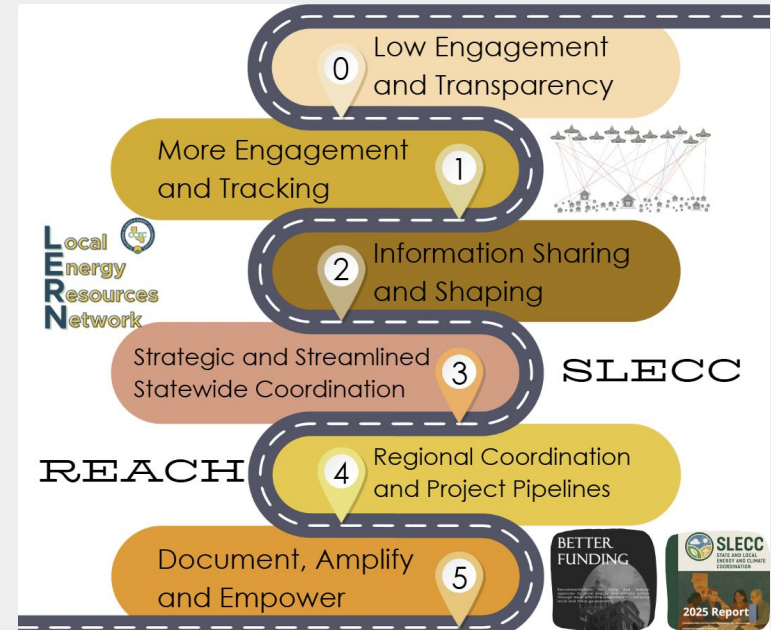 0
Low Engagement
and Transparency
More Engagement
and Tracking
1
Local
Energy
Resources
Network
2
Information Sharing
and Shaping
Strategic and Streamlined
Statewide Coordination
3
SLECC
REACH
4
Regional Coordination
and Project Pipelines
Document, Amplify
and Empower
5
BETTER
FUNDING
SLECC
STATE AND LOCAL
ENERGY AND CLIMATE
COORDINATION
2025 Report